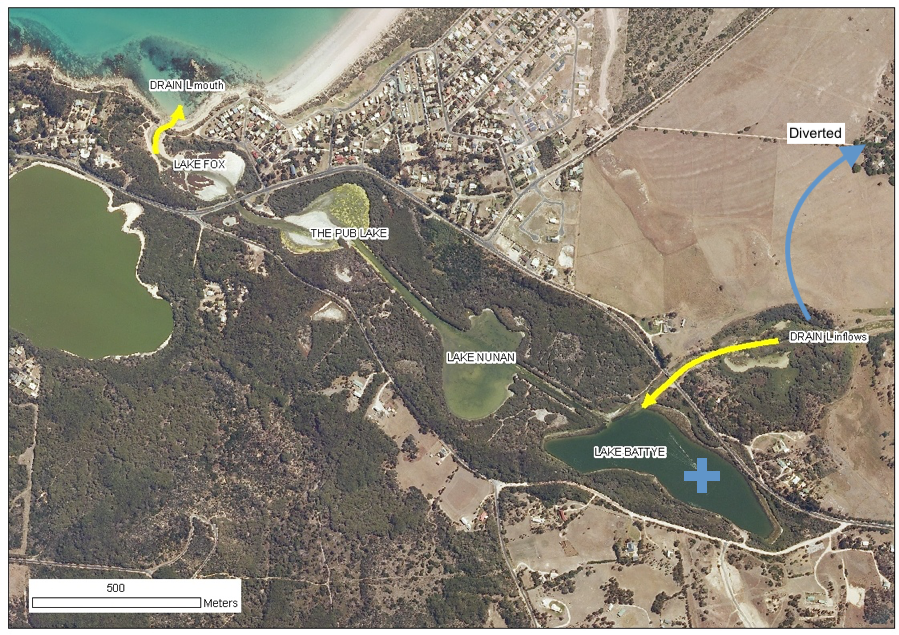 DRAIN L mouth
Diverted
LAKE FOX
THE PUB LAKE
DRAIN L inflows
LAKE NUNAN
LAKE BATTYE
500
Meters